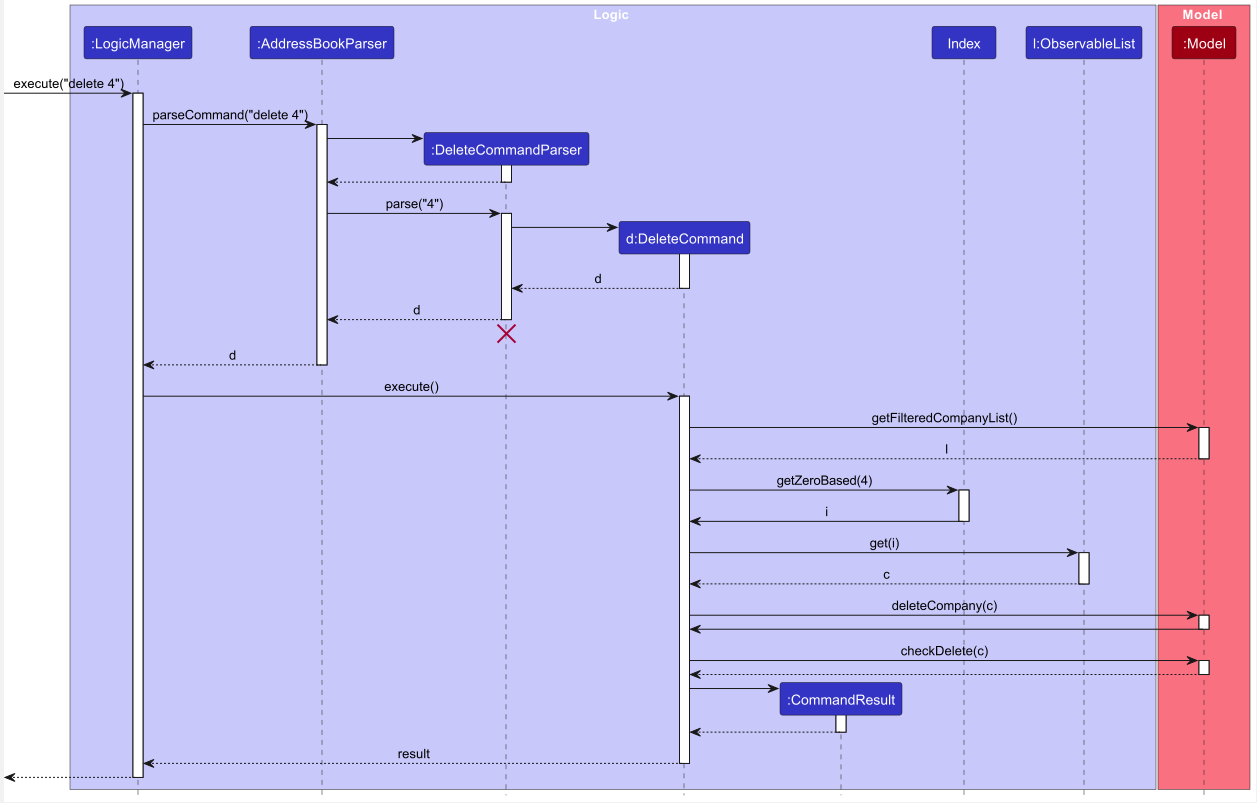 Logic
Model
:LogicManager
:AddressBookParser
Index
l:ObservableList
:Model
execute("delete 4")
parseCommand("delete 4")
:DeleteCommandParser
parse("4")
d:DeleteCommand
d
d
d
execute()
getFilteredCompanyList()
l
getZeroBased(4)
i
get(i)
c
deleteCompany(c)
checkDelete(c)
:CommandResult
result